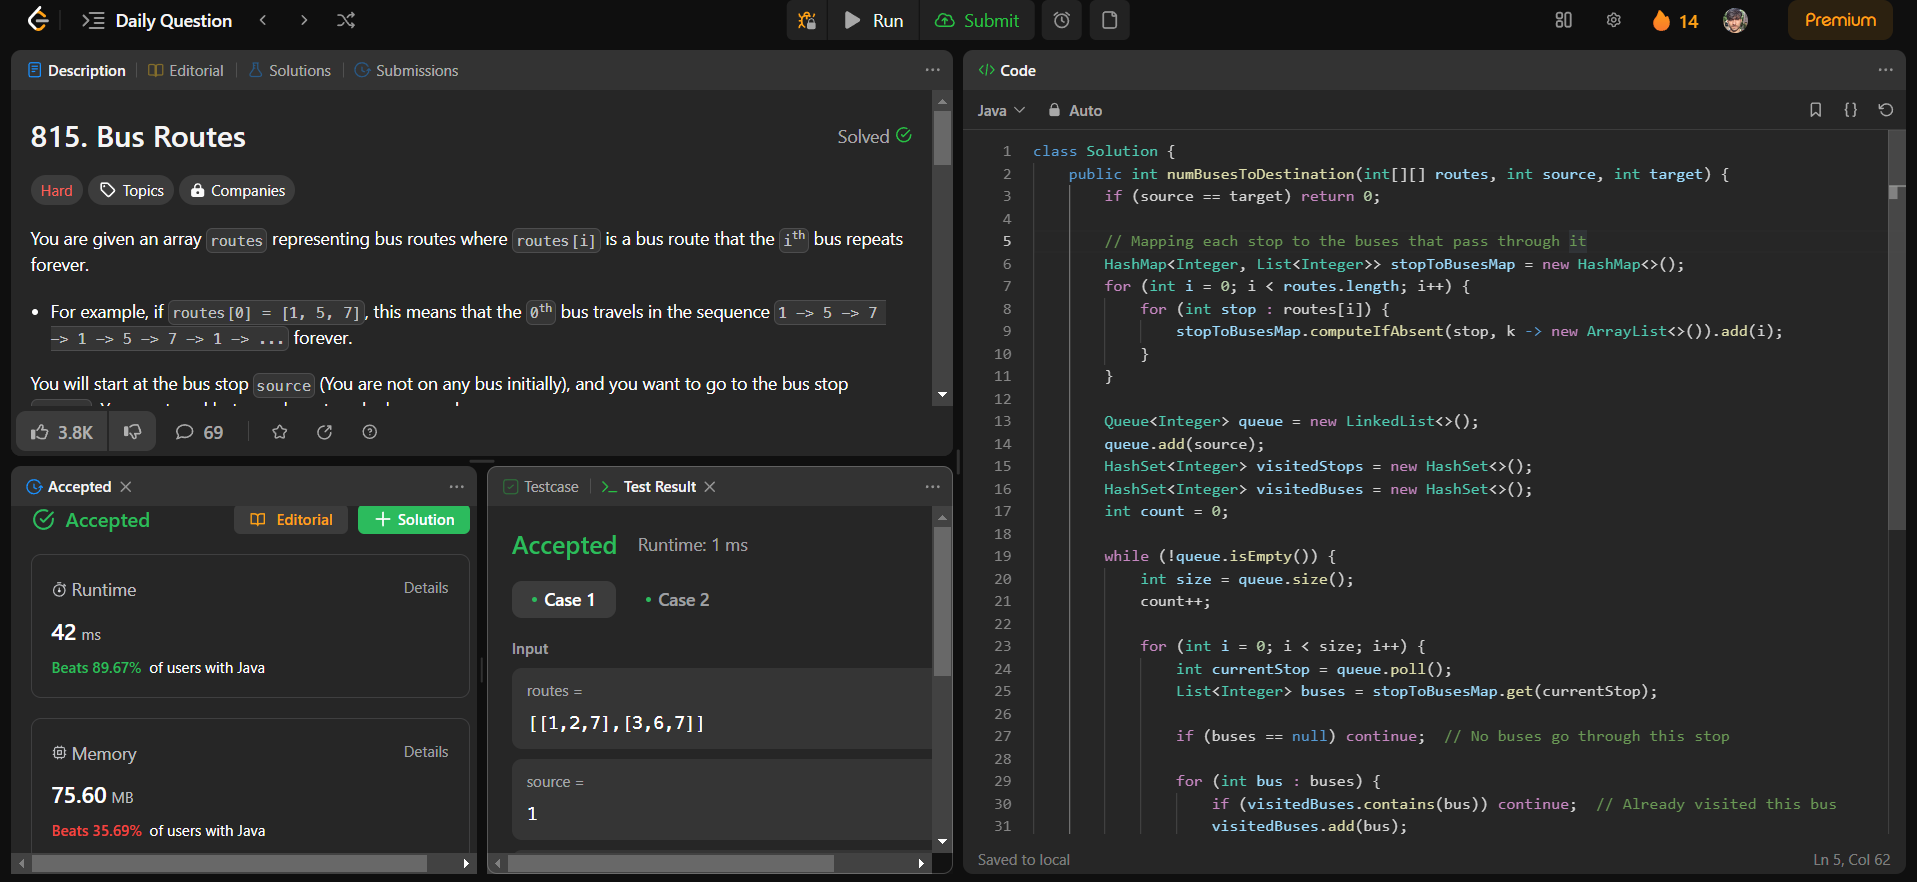 Daily Question
Run
Submit
14
Premium
Description
Editorial
Solutions
Submissions
815. Bus Routes
Solved
Hard
Topics
Companies
You are given an array routes representing bus routes where routes[i] is a bus route that the ith bus repeats
forever.
• For example, if routes[0] = [1, 5, 7], this means that the 0th bus travels in the sequence 1 -> 5 -> 7
-> 1 -> 5 -> 7 -> 1 -> ... forever.
You will start at the bus stop source (You are not on any bus initially), and you want to go to the bus stop
3.8K
69
Accepted
Accepted
Editorial
+ Solution
Runtime
Details
42 ms
Beats 89.67% of users with Java
Memory
Details
75.60 MB
Beats 35.69% of users with Java
Testcase
Test Result
Accepted
Runtime: 1 ms
• Case 1
• Case 2
Input
routes =
[[1,2,7],[3,6,7]]
source =
1
</> Code
Java
Auto
1 class Solution {
2 public int numBusesToDestination(int[][] routes, int source, int target) {
3 if (source == target) return 0;
4
5 // Mapping each stop to the buses that pass through it
6 HashMap<Integer, List<Integer>> stopToBusesMap = new HashMap<>();
7 for (int i = 0; i < routes.length; i++) {
8 for (int stop : routes[i]) {
9 stopToBusesMap.computeIfAbsent(stop, k -> new ArrayList<>()).add(i);
10 }
11 }
12
13 Queue<Integer> queue = new LinkedList<>();
14 queue.add(source);
15 HashSet<Integer> visitedStops = new HashSet<>();
16 HashSet<Integer> visitedBuses = new HashSet<>();
17 int count = 0;
18
19 while (!queue.isEmpty()) {
20 int size = queue.size();
21 count++;
22
23 for (int i = 0; i < size; i++) {
24 int currentStop = queue.poll();
25 List<Integer> buses = stopToBusesMap.get(currentStop);
26
27 if (buses == null) continue; // No buses go through this stop
28
29 for (int bus : buses) {
30 if (visitedBuses.contains(bus)) continue; // Already visited this bus
31 visitedBuses.add(bus);
Saved to local
Ln 5, Col 62